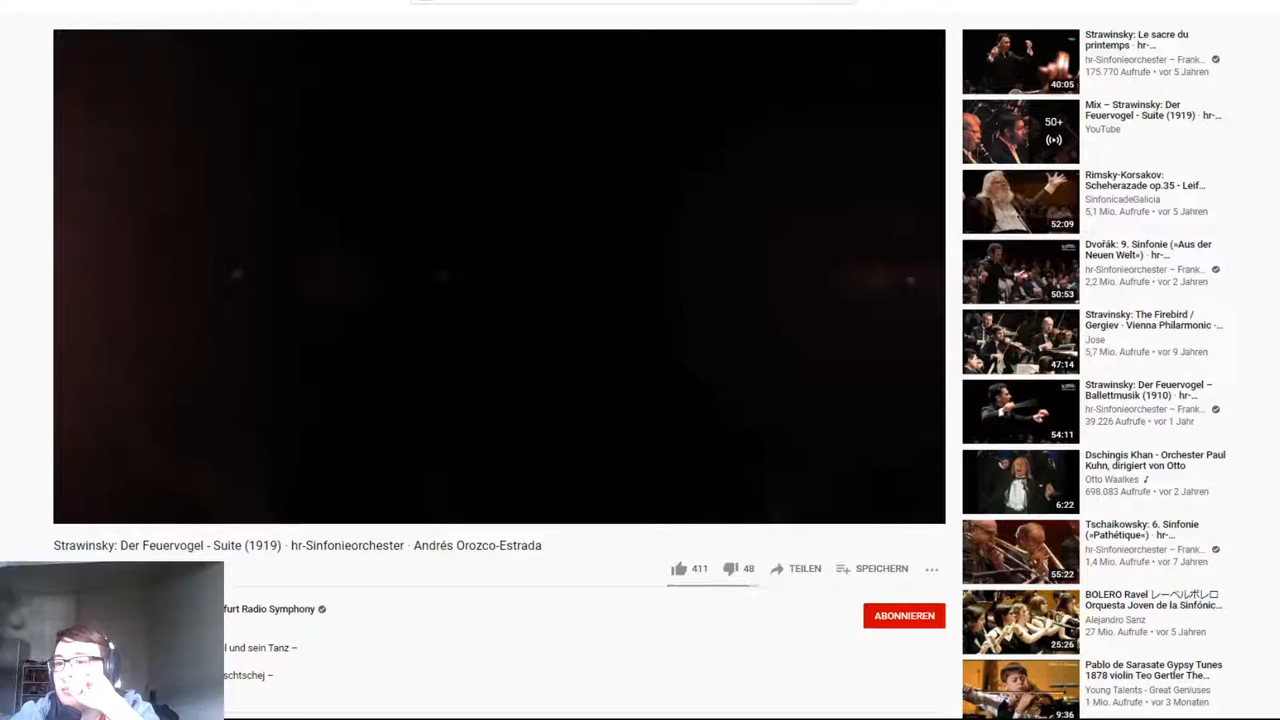 Strawinsky: Der Feuervogel - Suite (1919) · hr-Sinfonieorchester · Andrés Orozco-Estrada
411
48
TEILEN
SPEICHERN
furt Radio Symphony
ABONNIEREN
l und sein Tanz –
schtschej –
Strawinsky: Le sacre du
printemps · hr-...
hr-Sinfonieorchester – Frank...
175.770 Aufrufe • vor 5 Jahren
40:05
Mix – Strawinsky: Der
Feuervogel - Suite (1919) · hr-...
YouTube
50+
Rimsky-Korsakov:
Scheherazade op.35 - Leif...
SinfonicadeGalicia
5,1 Mio. Aufrufe • vor 5 Jahren
52:09
Dvořák: 9. Sinfonie (»Aus der
Neuen Welt«) · hr-...
hr-Sinfonieorchester – Frank...
2,2 Mio. Aufrufe • vor 2 Jahren
50:53
Stravinsky: The Firebird /
Gergiev · Vienna Philarmonic ·...
Jose
5,7 Mio. Aufrufe • vor 9 Jahren
47:14
Strawinsky: Der Feuervogel –
Ballettmusik (1910) · hr-...
hr-Sinfonieorchester – Frank...
39.226 Aufrufe • vor 1 Jahr
54:11
Dschingis Khan - Orchester Paul
Kuhn, dirigiert von Otto
Otto Waalkes
698.083 Aufrufe • vor 2 Jahren
6:22
Tschaikowsky: 6. Sinfonie
(»Pathétique«) · hr-...
hr-Sinfonieorchester – Frank...
1,4 Mio. Aufrufe • vor 7 Jahren
55:22
BOLERO Ravel レーベルボレロ
Orquesta Joven de la Sinfónic...
Alejandro Sanz
27 Mio. Aufrufe • vor 5 Jahren
25:26
Pablo de Sarasate Gypsy Tunes
1878 violin Teo Gertler The...
Young Talents - Great Geniuses
1 Mio. Aufrufe • vor 3 Monaten
9:36